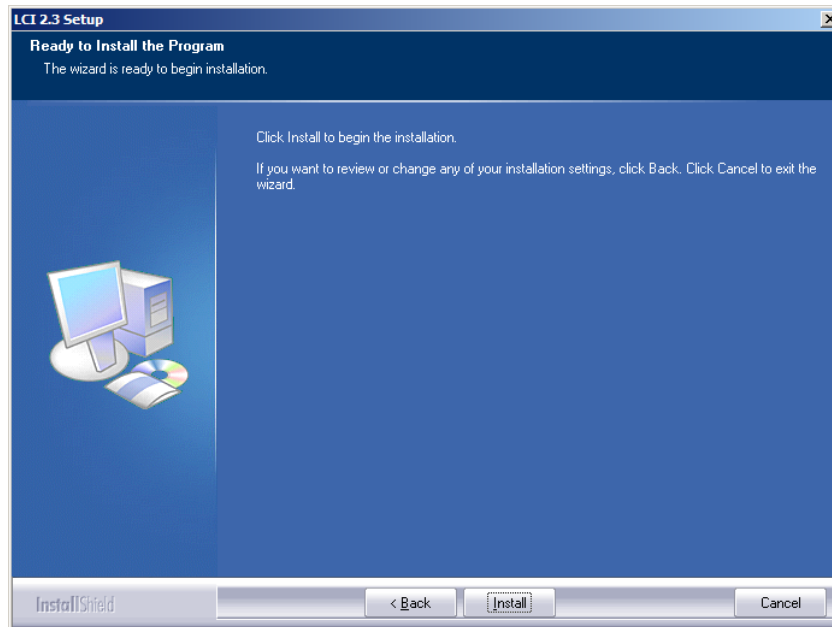 LCI 2.3 Setup
Ready to Install the Program
The wizard is ready to begin installation.
Click Install to begin the installation.
If you want to review or change any of your installation settings, click Back. Click Cancel to exit the
wizard.
InstallShield
< Back
Install
Cancel